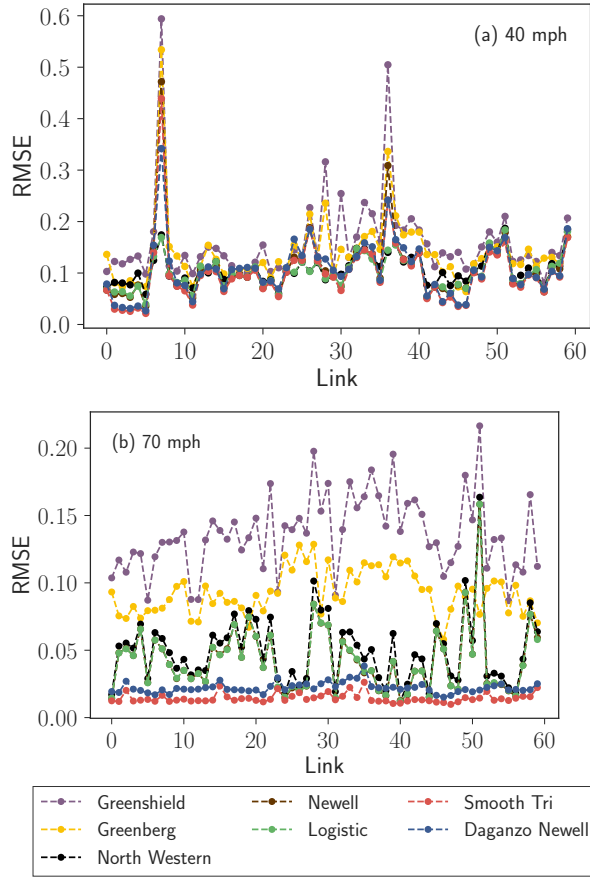 (a) 40 mph
RMSE
0.6
0.5
0.4
0.3
0.2
0.1
0.0
0 10 20 30 40 50 60
Link
(b) 70 mph
RMSE
0.20
0.15
0.10
0.05
0.00
0 10 20 30 40 50 60
Link
Greenshield Newell Smooth Tri
Greenberg Logistic Daganzo Newell
North Western